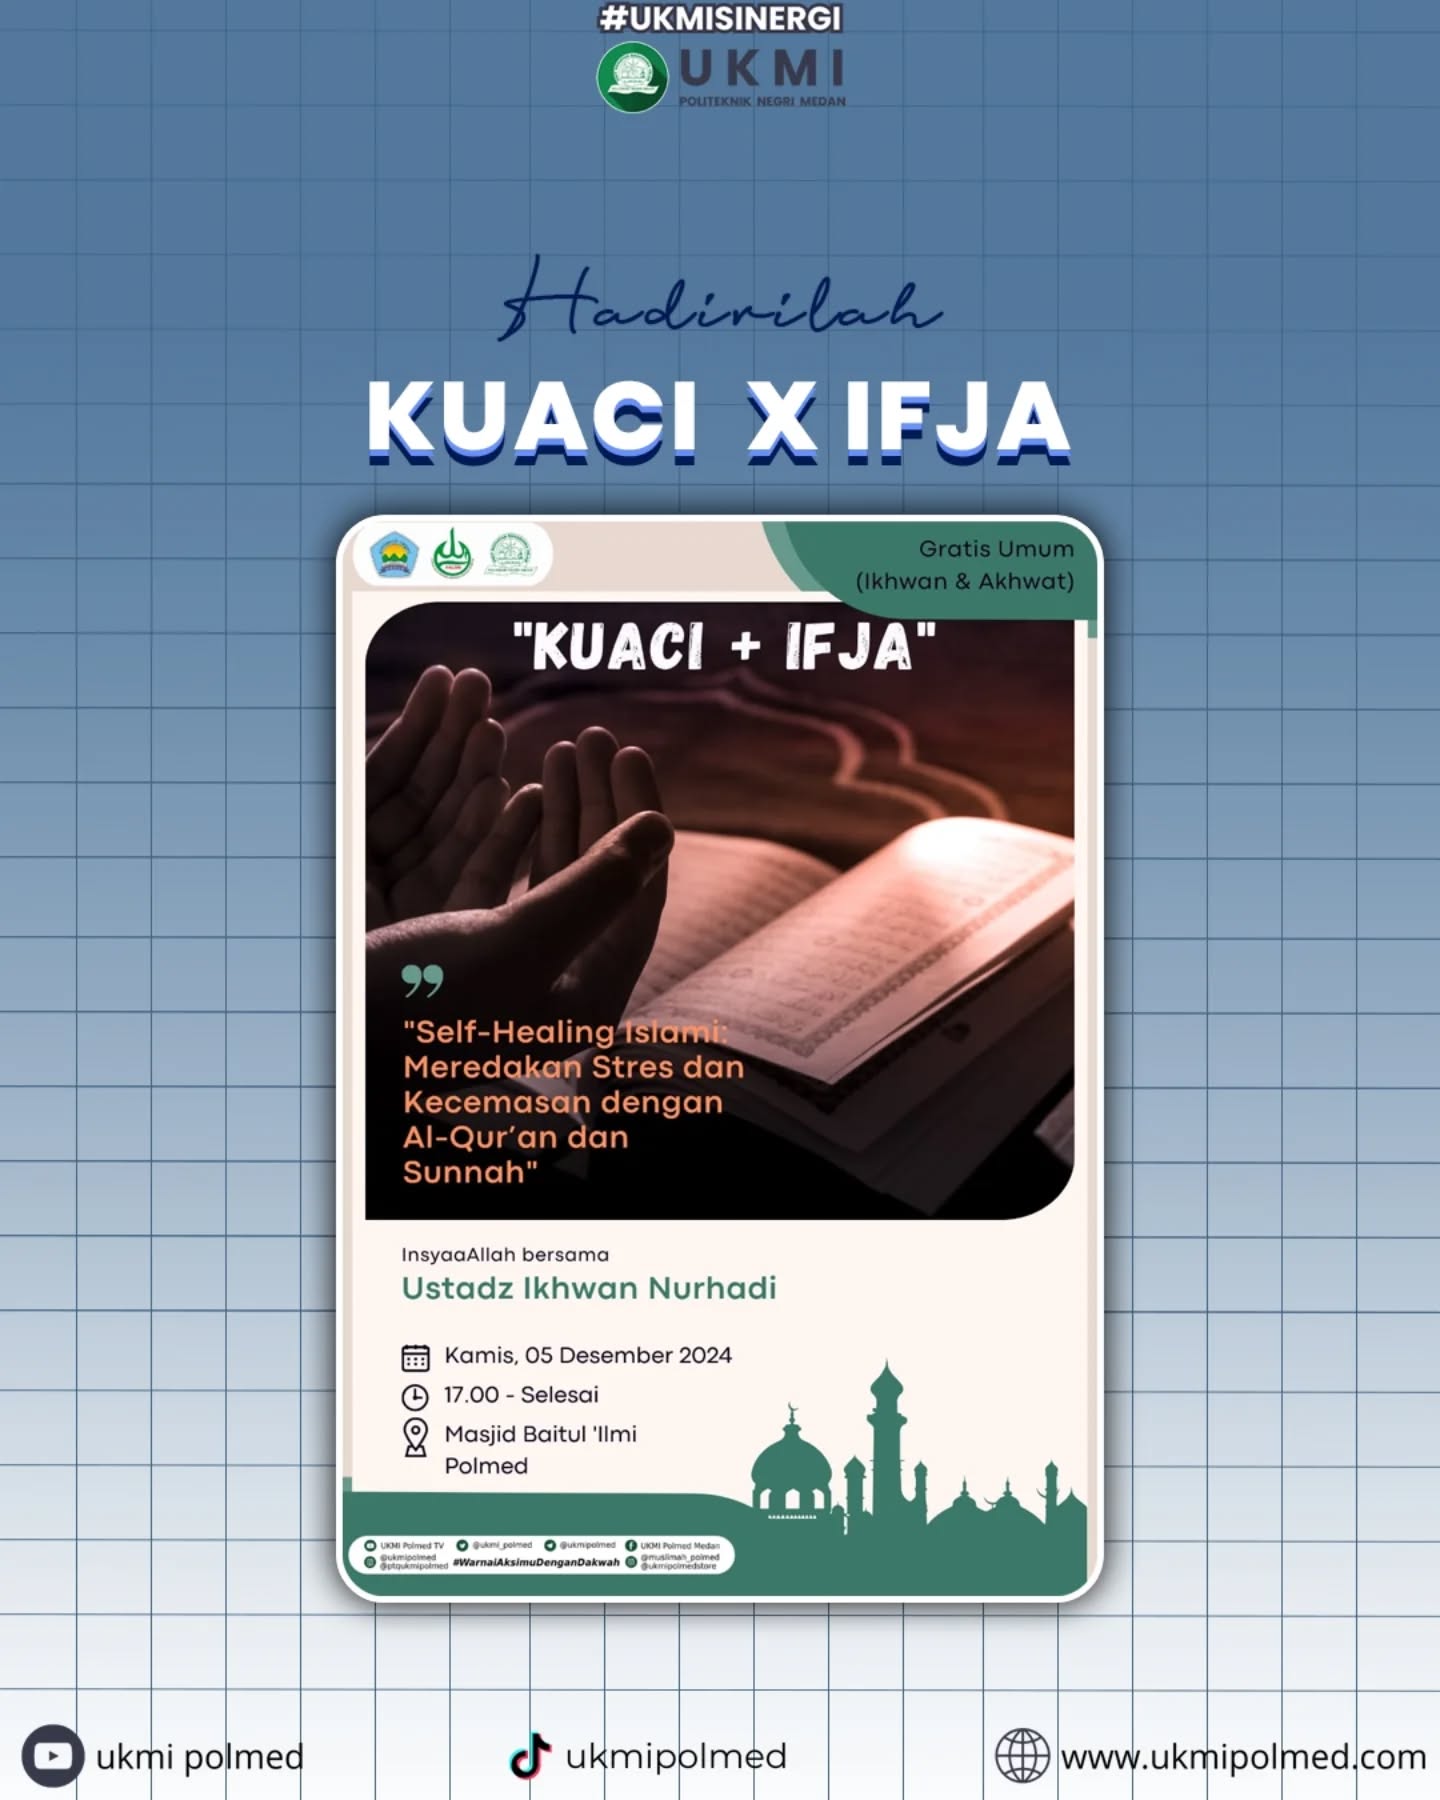 #UKMISINERGI
UKMI
POLITEKNIK NEGRI MEDAN
Hadirilah
KUACI X IFJA
Gratis Umum
(Ikhwan & Akhwat)
"KUACI + IFJA"
"Self-Healing Islami:
Meredakan Stres dan
Kecemasan dengan
Al-Qur’an dan
Sunnah"
InsyaaAllah bersama
Ustadz Ikhwan Nurhadi
Kamis, 05 Desember 2024
17.00 - Selesai
Masjid Baitul 'Ilmi
Polmed
UKMI Polmed TV @ukmi_polmed @ukmipolmed UKMI Polmed Medan
@ukmipolmed
@ptqukmipolmed #WarnaiAksimuDenganDakwah @muslimah_polmed
@ukmipolmedstore
ukmi polmed ukmipolmed www.ukmipolmed.com